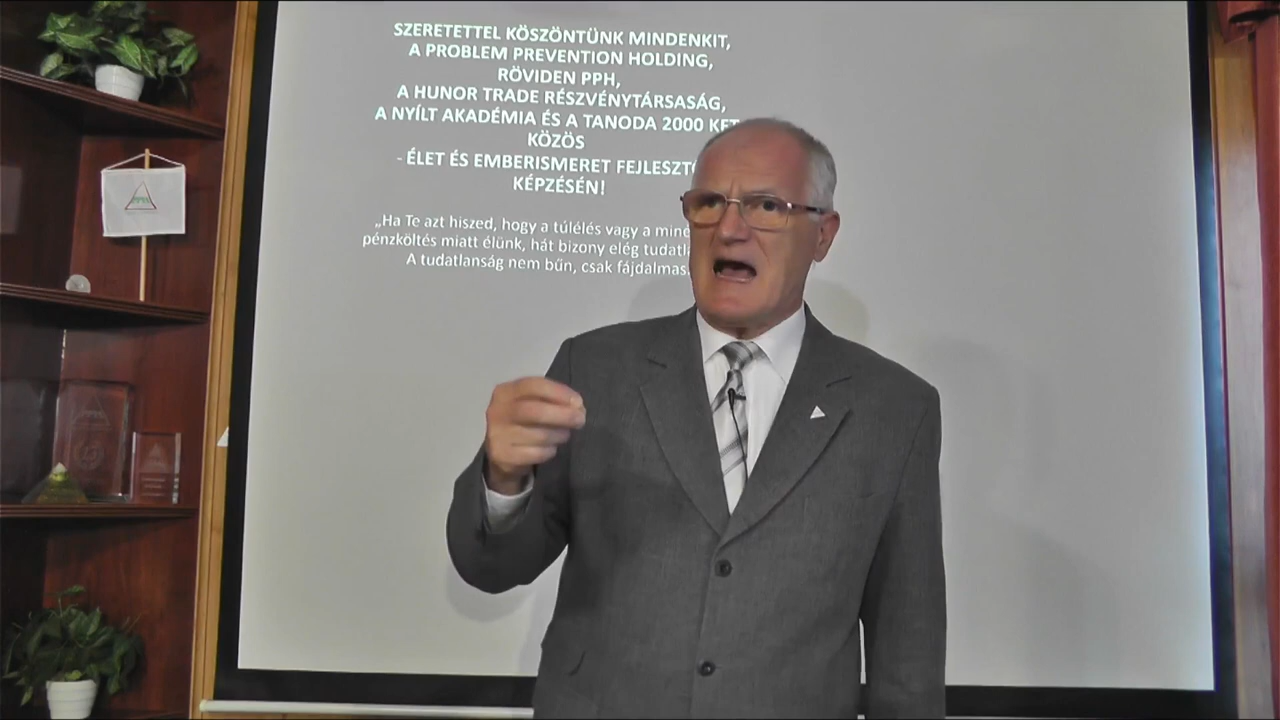 SZERETETTEL KÖSZÖNTÜNK MINDENKIT,
A PROBLEM PREVENTION HOLDING,
RÖVIDEN PPH,
A HUNOR TRADE RÉSZVÉNYTÁRSASÁG,
A NYÍLT AKADÉMIA ÉS A TANODA 2000 KFT
KÖZÖS
- ÉLET ÉS EMBERISMERET
KÉPZÉSÉN!
„Ha Te azt hiszed, hogy a túlélés vagy a
pénzköltés miatt élünk, hát bizony elég
A tudatlanság nem bűn, csak fájdalmas.